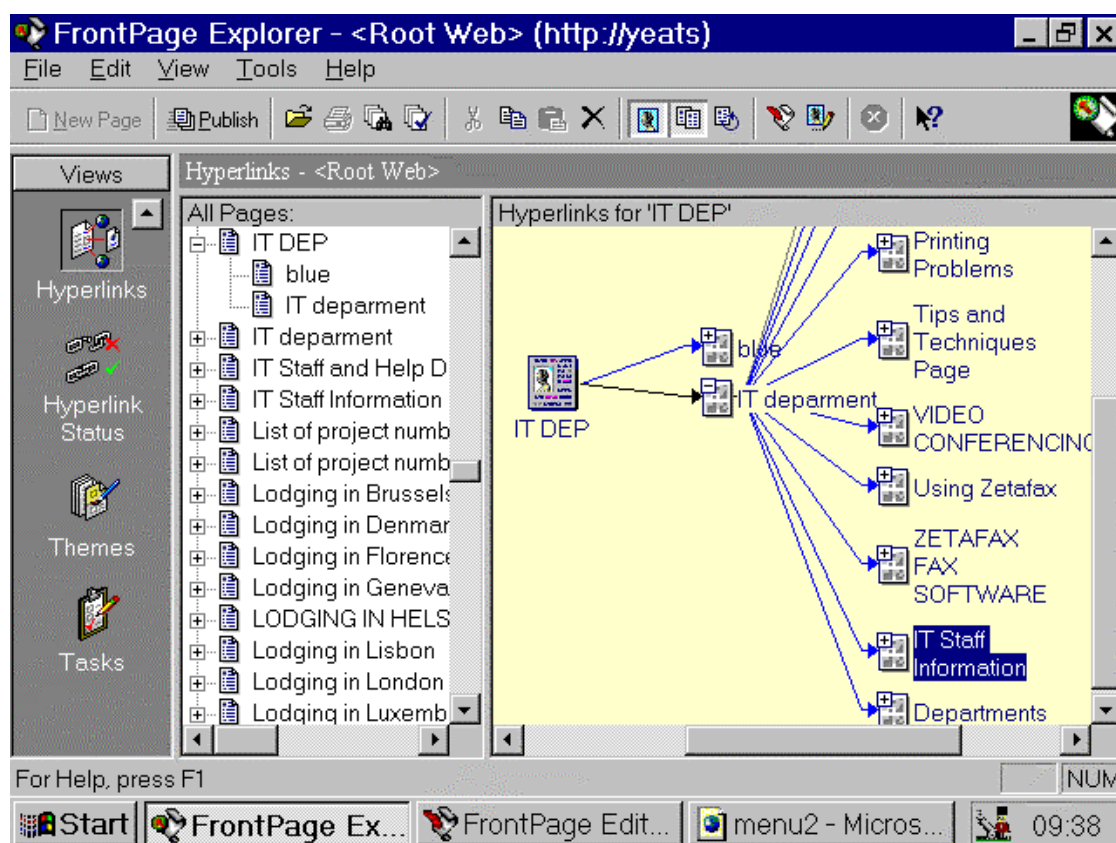 FrontPage Explorer - <Root Web> (http://yeats)
File Edit View Tools Help
New Page Publish
Views
Hyperlinks - <Root Web>
Hyperlinks
Hyperlink
Status
Themes
Tasks
All Pages:
IT DEP
blue
IT deparment
IT deparment
IT Staff and Help D
IT Staff Information
List of project numb
List of project numb
Lodging in Brussels
Lodging in Denmar
Lodging in Florence
Lodging in Geneva
LODGING IN HELS
Lodging in Lisbon
Lodging in London
Lodging in Luxemb
Hyperlinks for 'IT DEP'
IT DEP
blue
IT deparment
Printing
Problems
Tips and
Techniques
Page
VIDEO
CONFERENCING
Using Zetafax
ZETAFAX
FAX
SOFTWARE
IT Staff
Information
Departments
For Help, press F1
NUM
Start FrontPage Ex... FrontPage Edit... menu2 - Micros... 09:38